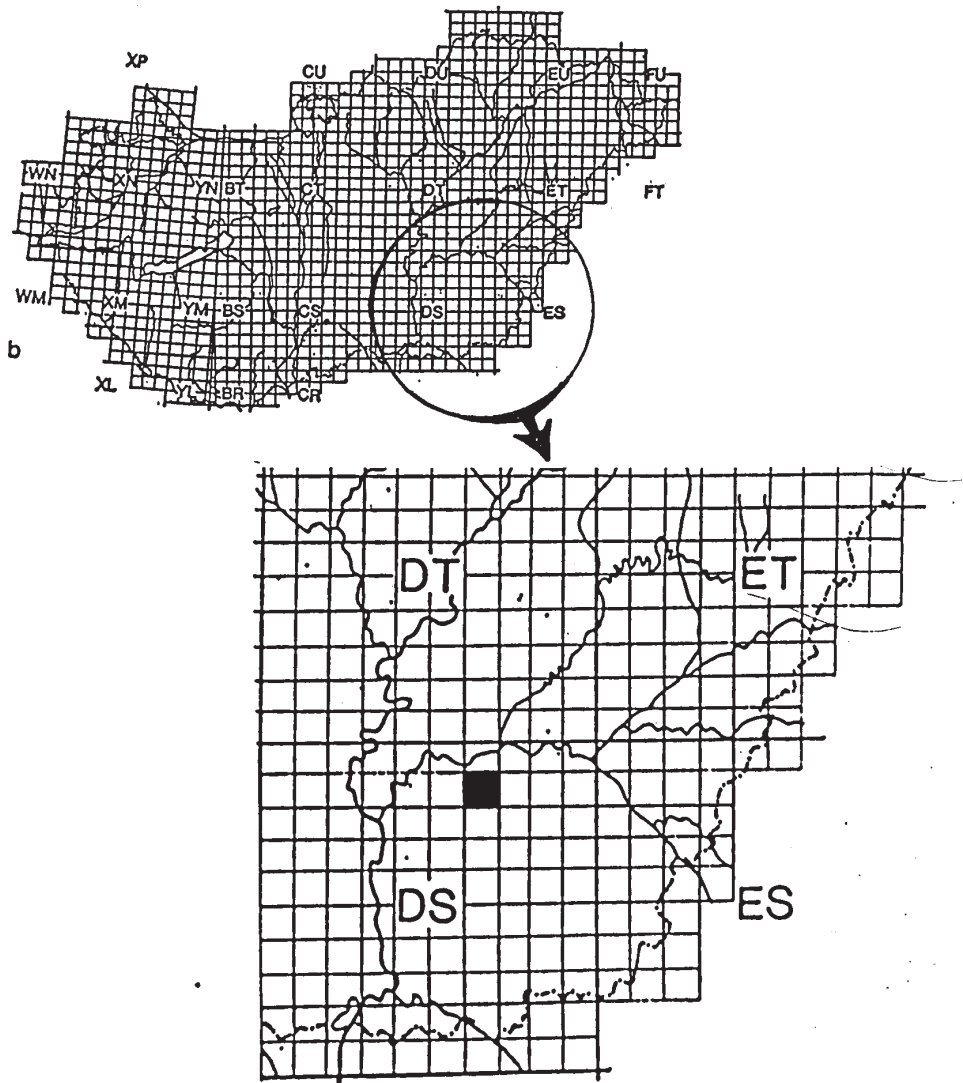 XP CU DU EU FU
WN XN YN BT CT DT ET FT
WM XM YM BS CS DS ES
b
XL YL BR CR
DT ET
DS ES